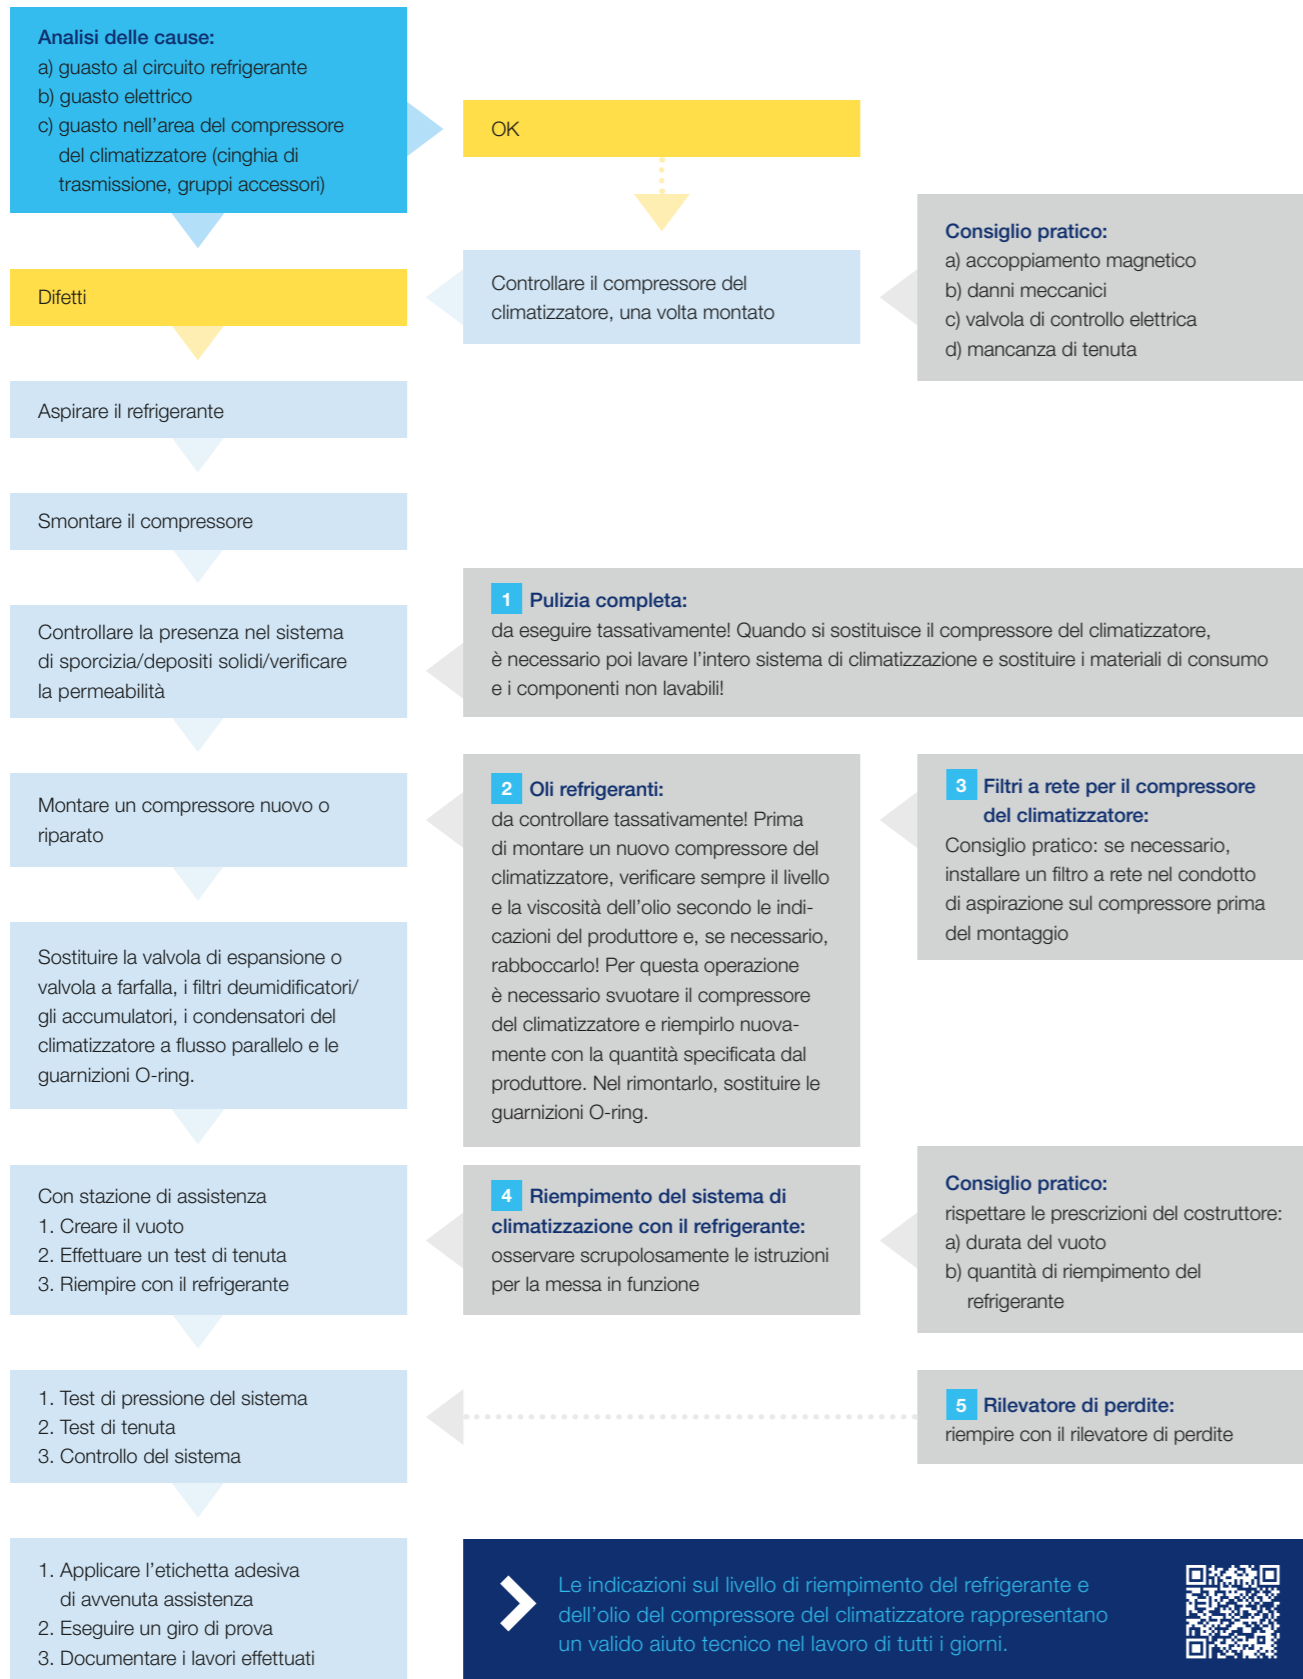 Analisi delle cause:
a) guasto al circuito refrigerante
b) guasto elettrico
c) guasto nell'area del compressore
del climatizzatore (cinghia di
trasmissione, gruppi accessori)
OK
Difetti
Controllare il compressore del
climatizzatore, una volta montato
Consiglio pratico:
a) accoppiamento magnetico
b) danni meccanici
c) valvola di controllo elettrica
d) mancanza di tenuta
Aspirare il refrigerante
Smontare il compressore
Controllare la presenza nel sistema
di sporcizia/depositi solidi/verificare
la permeabilità
1 Pulizia completa:
da eseguire tassativamente! Quando si sostituisce il compressore del climatizzatore,
è necessario poi lavare l'intero sistema di climatizzazione e sostituire i materiali di consumo
e i componenti non lavabili!
Montare un compressore nuovo o
riparato
2 Oli refrigeranti:
da controllare tassativamente! Prima
di montare un nuovo compressore del
climatizzatore, verificare sempre il livello
e la viscosità dell'olio secondo le indi-
cazioni del produttore e, se necessario,
rabboccarlo! Per questa operazione
è necessario svuotare il compressore
del climatizzatore e riempirlo nuova-
mente con la quantità specificata dal
produttore. Nel rimontarlo, sostituire le
guarnizioni O-ring.
3 Filtri a rete per il compressore
del climatizzatore:
Consiglio pratico: se necessario,
installare un filtro a rete nel condotto
di aspirazione sul compressore prima
del montaggio
Sostituire la valvola di espansione o
valvola a farfalla, i filtri deumidificatori/
gli accumulatori, i condensatori del
climatizzatore a flusso parallelo e le
guarnizioni O-ring.
Con stazione di assistenza
1. Creare il vuoto
2. Effettuare un test di tenuta
3. Riempire con il refrigerante
4 Riempimento del sistema di
climatizzazione con il refrigerante:
osservare scrupolosamente le istruzioni
per la messa in funzione
Consiglio pratico:
rispettare le prescrizioni del costruttore:
a) durata del vuoto
b) quantità di riempimento del
refrigerante
1. Test di pressione del sistema
2. Test di tenuta
3. Controllo del sistema
5 Rilevatore di perdite:
riempire con il rilevatore di perdite
1. Applicare l'etichetta adesiva
di avvenuta assistenza
2. Eseguire un giro di prova
3. Documentare i lavori effettuati
Le indicazioni sul livello di riempimento del refrigerante e
dell'olio del compressore del climatizzatore rappresentano
un valido aiuto tecnico nel lavoro di tutti i giorni.